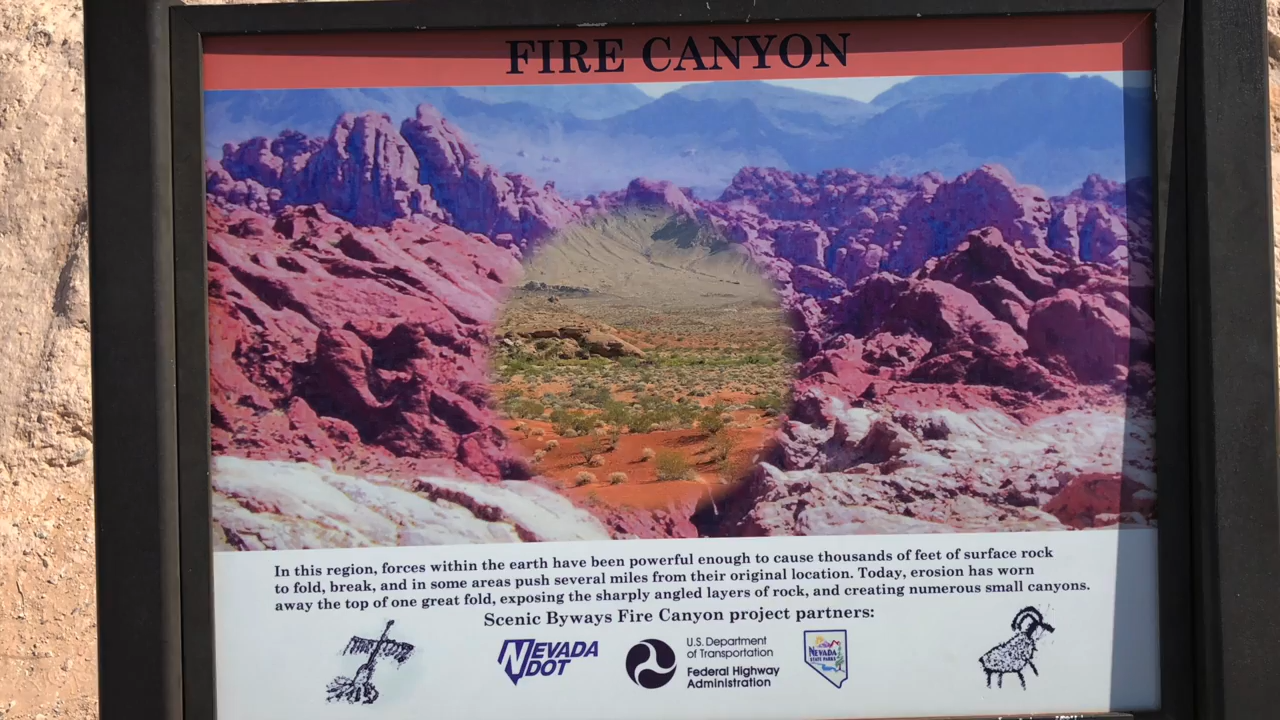 FIRE CANYON
In this region, forces within the earth have been powerful enough to cause thousands of feet of surface rock
to fold, break, and in some areas push several miles from their original location. Today, erosion has worn
away the top of one great fold, exposing the sharply angled layers of rock, and creating numerous small canyons.
Scenic Byways Fire Canyon project partners:
NEVADA
DOT
U.S. Department
of Transportation
Federal Highway
Administration
NEVADA
STATE PARKS